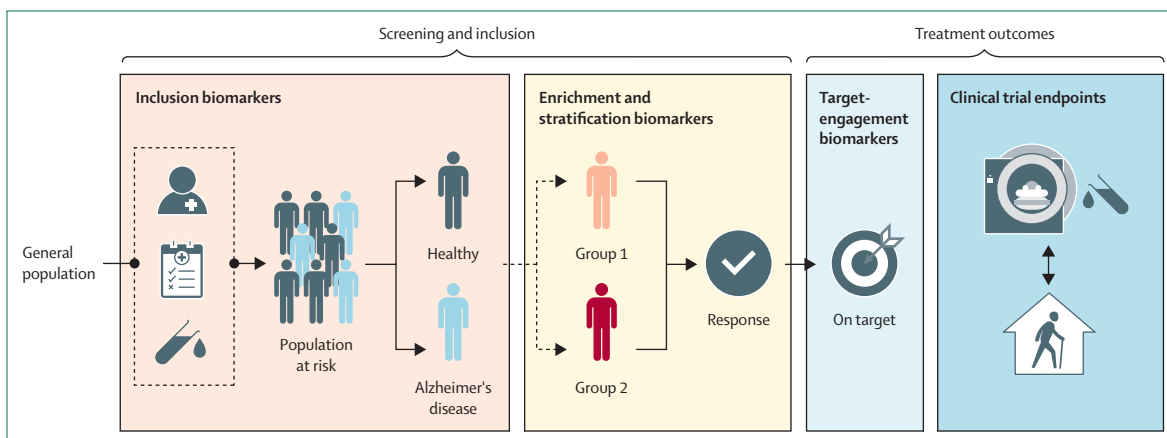 Screening and inclusion
Treatment outcomes
Inclusion biomarkers
Enrichment and
stratification biomarkers
Target-
engagement
biomarkers
Clinical trial endpoints
General
population
Population
at risk
Healthy
Alzheimer's
disease
Group 1
Group 2
Response
On target